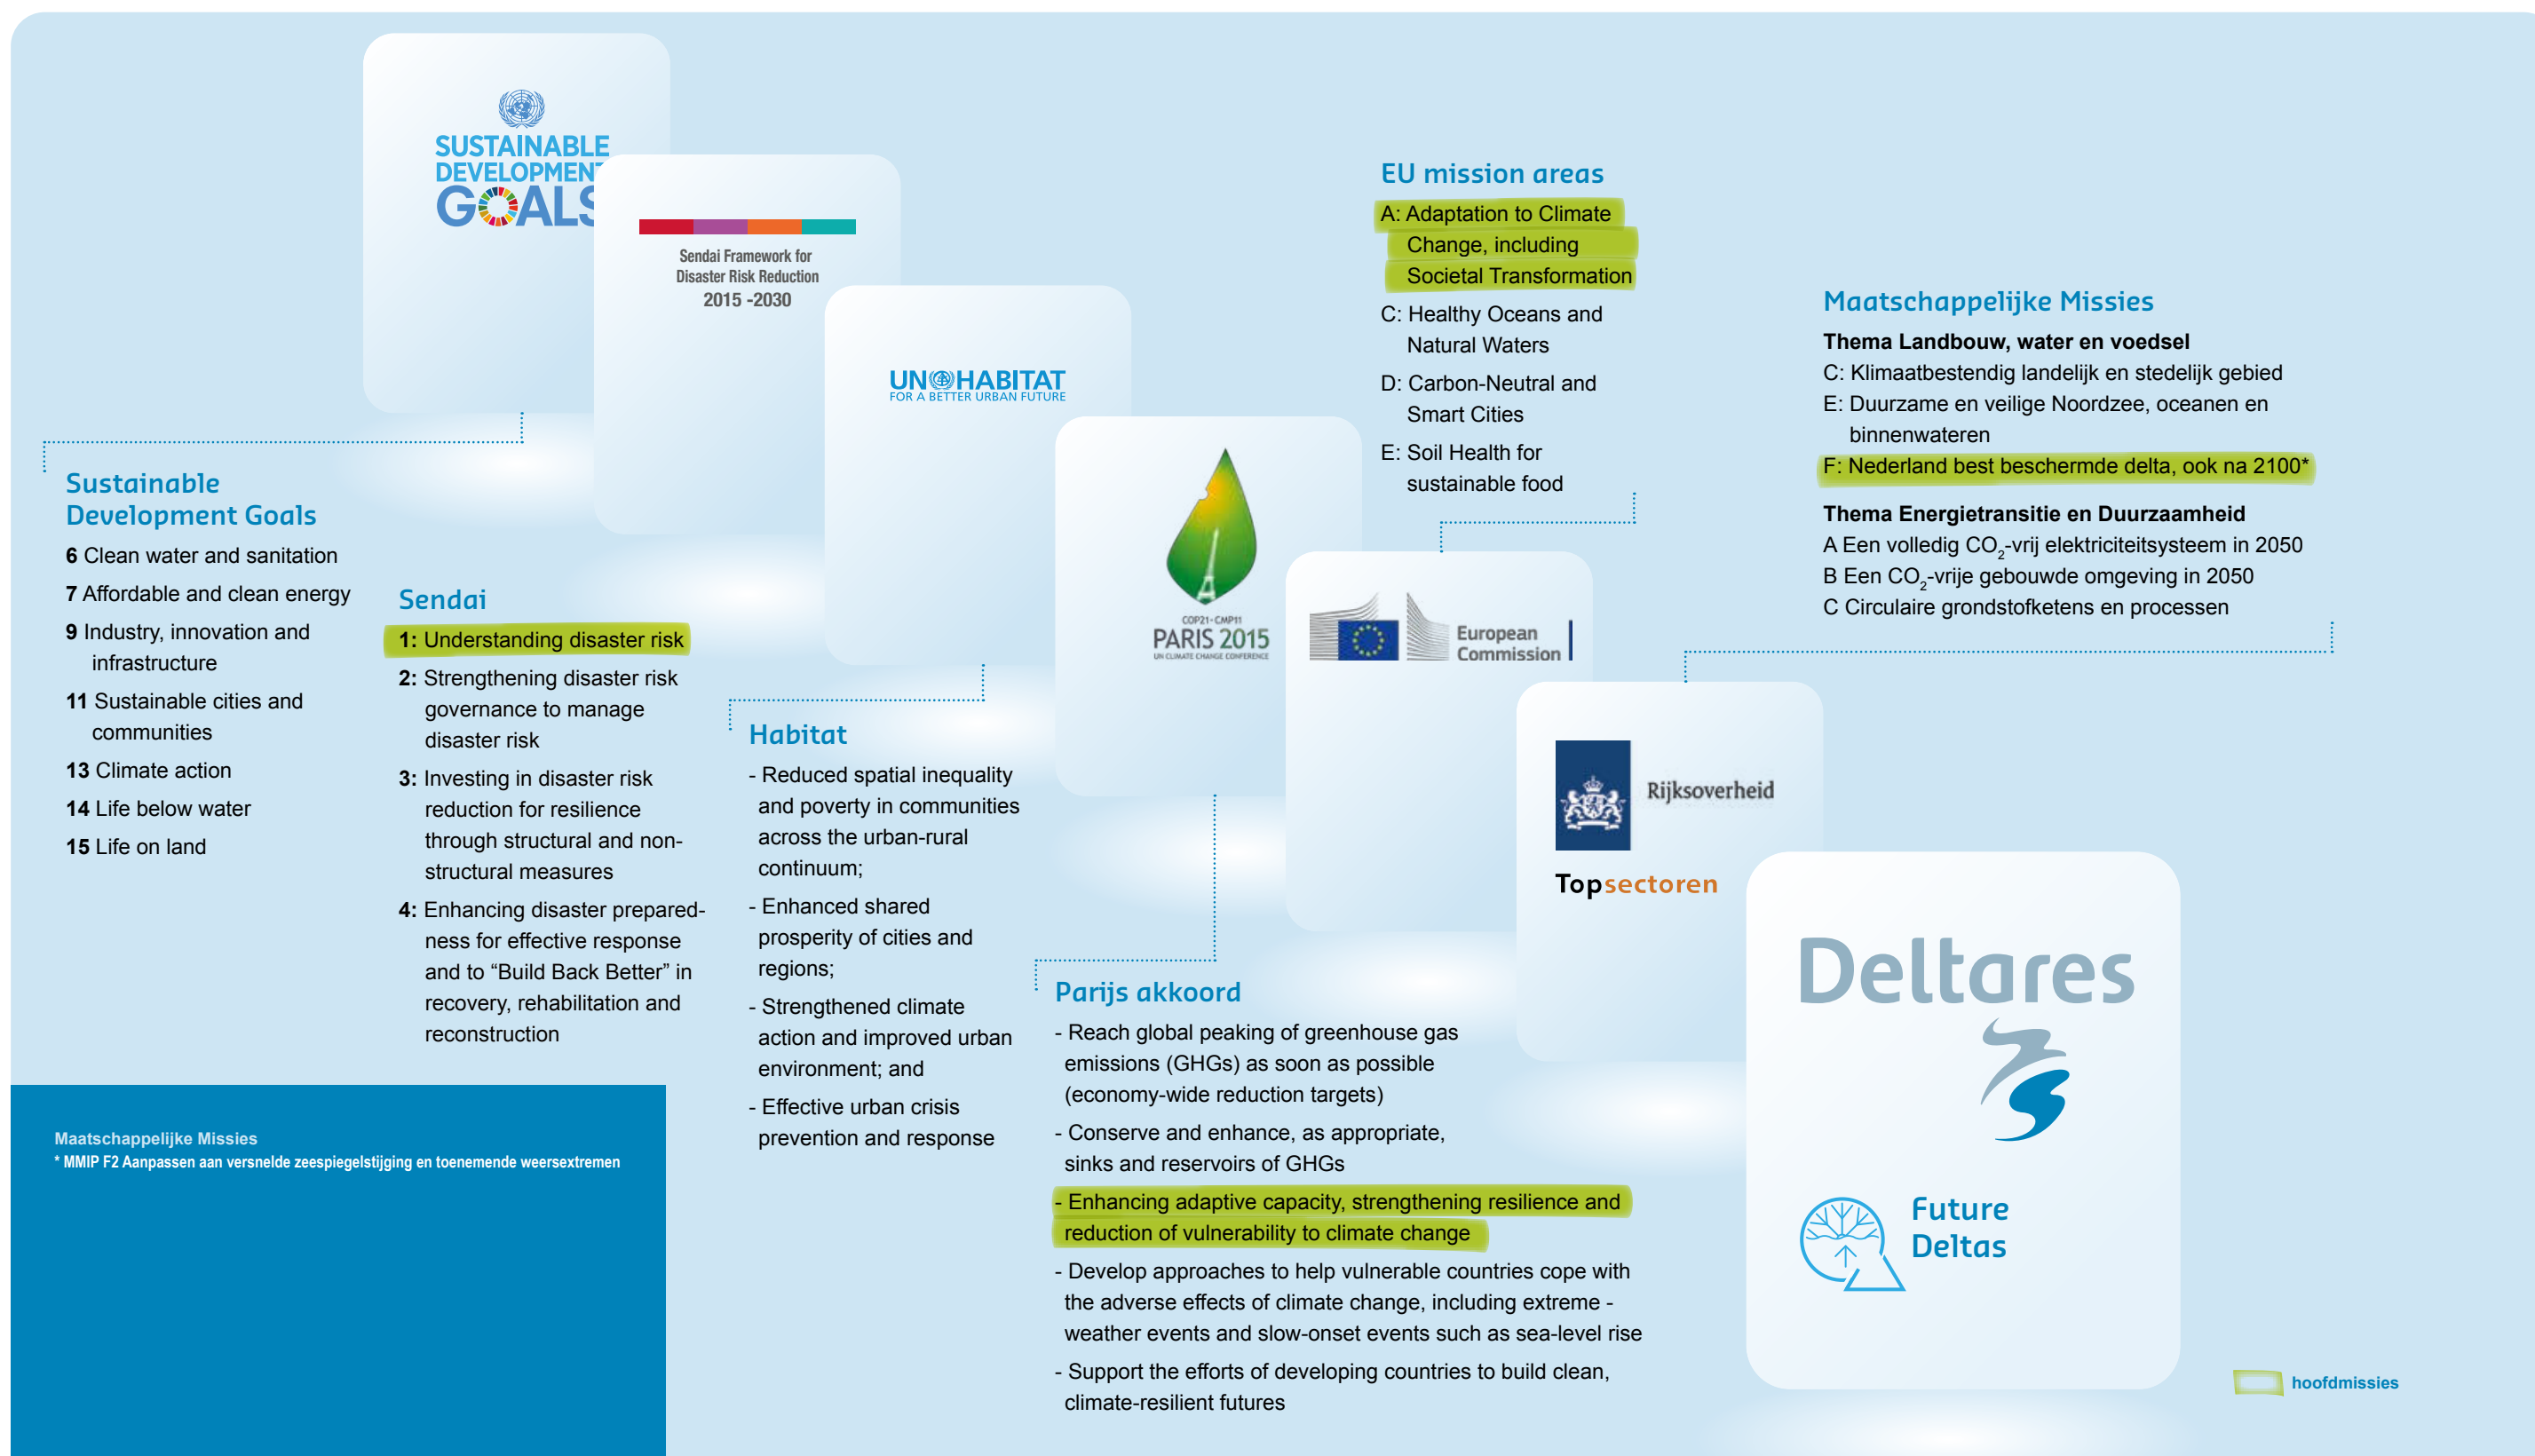 SUSTAINABLE
DEVELOPMENT
GOALS
Sendai Framework for
Disaster Risk Reduction
2015 -2030
UN HABITAT
FOR A BETTER URBAN FUTURE
COP21-CMP11
PARIS 2015
UN CLIMATE CHANGE CONFERENCE
European
Commission
Rijksoverheid
Topsectoren
Deltares
Future
Deltas
Sustainable
Development Goals
6 Clean water and sanitation
7 Affordable and clean energy
9 Industry, innovation and
infrastructure
11 Sustainable cities and
communities
13 Climate action
14 Life below water
15 Life on land
Sendai
1: Understanding disaster risk
2: Strengthening disaster risk
governance to manage
disaster risk
3: Investing in disaster risk
reduction for resilience
through structural and non-
structural measures
4: Enhancing disaster prepared-
ness for effective response
and to “Build Back Better” in
recovery, rehabilitation and
reconstruction
Habitat
- Reduced spatial inequality
and poverty in communities
across the urban-rural
continuum;
- Enhanced shared
prosperity of cities and
regions;
- Strengthened climate
action and improved urban
environment; and
- Effective urban crisis
prevention and response
Parijs akkoord
- Reach global peaking of greenhouse gas
emissions (GHGs) as soon as possible
(economy-wide reduction targets)
- Conserve and enhance, as appropriate,
sinks and reservoirs of GHGs
- Enhancing adaptive capacity, strengthening resilience and
reduction of vulnerability to climate change
- Develop approaches to help vulnerable countries cope with
the adverse effects of climate change, including extreme -
weather events and slow-onset events such as sea-level rise
- Support the efforts of developing countries to build clean,
climate-resilient futures
EU mission areas
A: Adaptation to Climate
Change, including
Societal Transformation
C: Healthy Oceans and
Natural Waters
D: Carbon-Neutral and
Smart Cities
E: Soil Health for
sustainable food
Maatschappelijke Missies
Thema Landbouw, water en voedsel
C: Klimaatbestendig landelijk en stedelijk gebied
E: Duurzame en veilige Noordzee, oceanen en
binnenwateren
F: Nederland best beschermde delta, ook na 2100*
Thema Energietransitie en Duurzaamheid
A Een volledig CO₂-vrij elektriciteitsysteem in 2050
B Een CO₂-vrije gebouwde omgeving in 2050
C Circulaire grondstofketens en processen
Maatschappelijke Missies
* MMIP F2 Aanpassen aan versnelde zeespiegelstijging en toenemende weersextremen
hoofdmissies